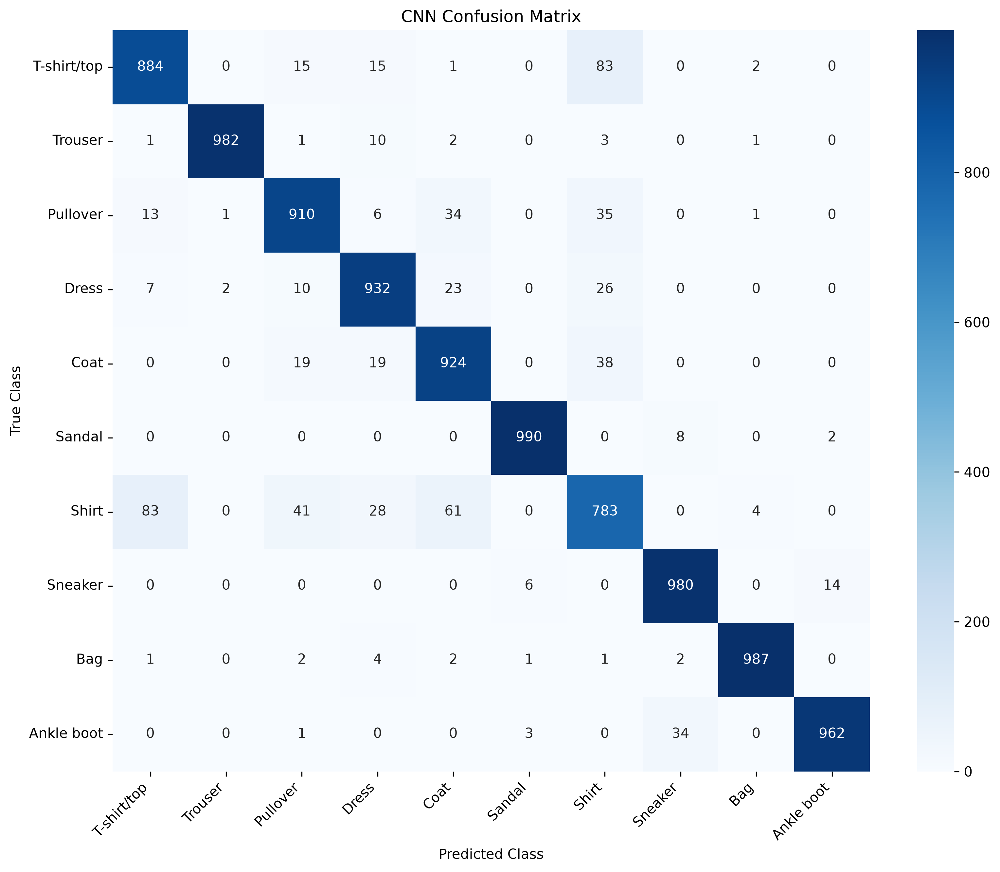 CNN Confusion Matrix
T-shirt/top 884 0 15 15 1 0 83 0 2 0
Trouser 1 982 1 10 2 0 3 0 1 0
Pullover 13 1 910 6 34 0 35 0 1 0
Dress 7 2 10 932 23 0 26 0 0 0
Coat 0 0 19 19 924 0 38 0 0 0
Sandal 0 0 0 0 0 990 0 8 0 2
Shirt 83 0 41 28 61 0 783 0 4 0
Sneaker 0 0 0 0 0 6 0 980 0 14
Bag 1 0 2 4 2 1 1 2 987 0
Ankle boot 0 0 1 0 0 3 0 34 0 962
True Class
T-shirt/top Trouser Pullover Dress Coat Sandal Shirt Sneaker Bag Ankle boot
Predicted Class
800
600
400
200
0